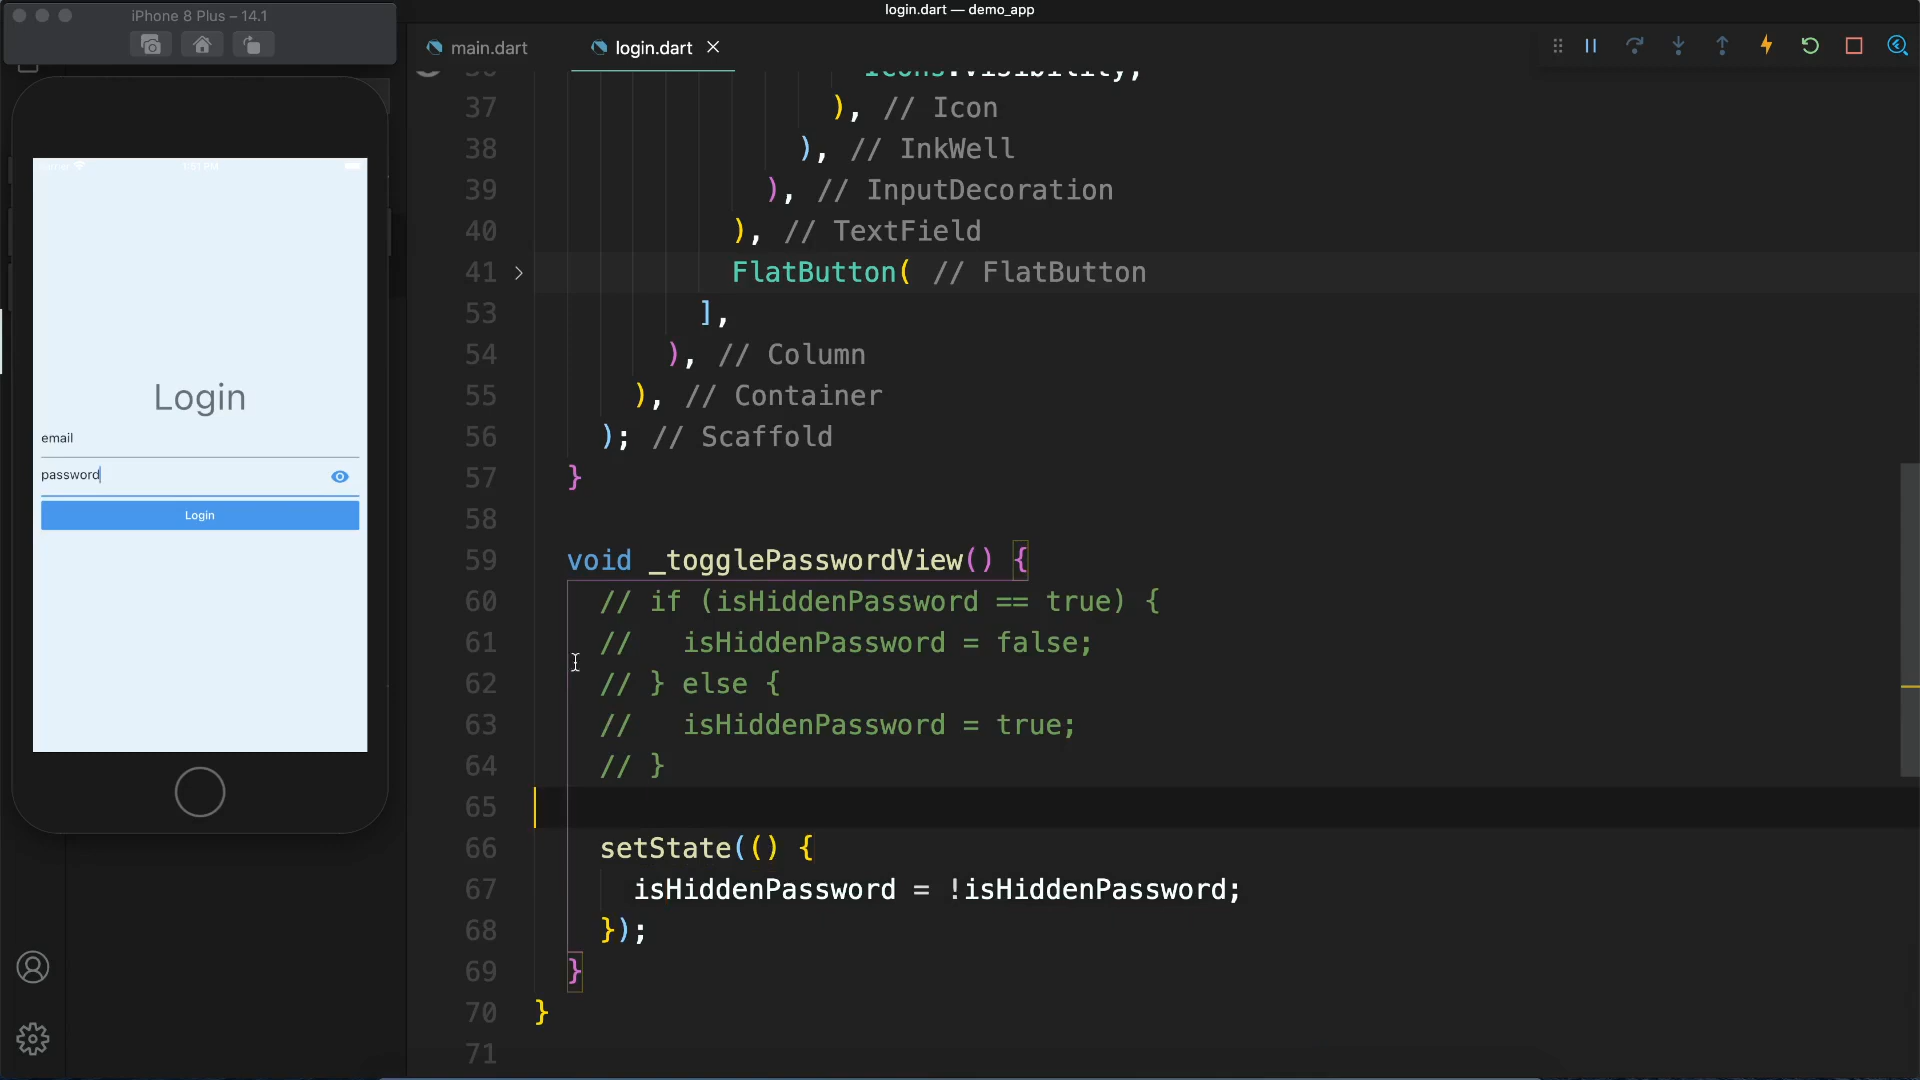 login.dart — demo_app
iPhone 8 Plus – 14.1
main.dart
login.dart
Icons.visibility,
37 ), // Icon
38 ), // InkWell
39 ), // InputDecoration
40 ), // TextField
41 FlatButton( // FlatButton
53 ],
54 ), // Column
55 ), // Container
56 ); // Scaffold
57 }
58
59 void _togglePasswordView() {
60 // if (isHiddenPassword == true) {
61 //   isHiddenPassword = false;
62 // } else {
63 //   isHiddenPassword = true;
64 // }
65
66 setState(() {
67 isHiddenPassword = !isHiddenPassword;
68 });
69 }
70 }
71
Login
email
password
Login